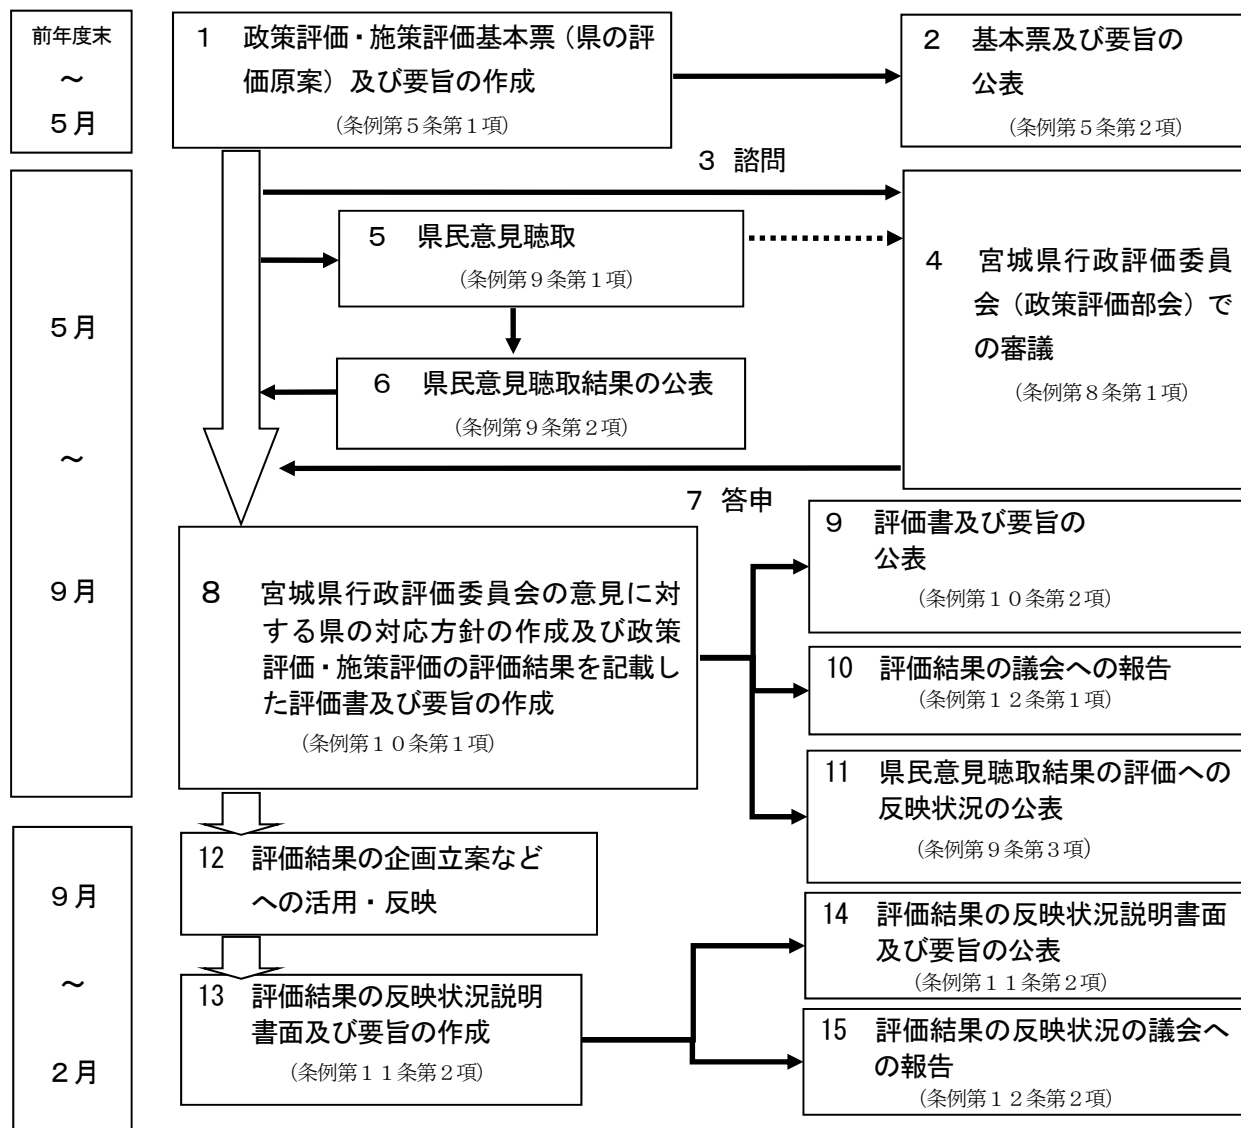 前年度末
～
５月
１　政策評価・施策評価基本票（県の評
価原案）及び要旨の作成
（条例第５条第１項）
２　基本票及び要旨の
公表
（条例第５条第２項）
３ 諮問
５月
～
９月
５　県民意見聴取
（条例第９条第１項）
４　宮城県行政評価委員
会（政策評価部会）で
の審議
（条例第８条第１項）
６　県民意見聴取結果の公表
（条例第９条第２項）
７ 答申
８　宮城県行政評価委員会の意見に対
する県の対応方針の作成及び政策
評価・施策評価の評価結果を記載し
た評価書及び要旨の作成
（条例第１０条第１項）
９　評価書及び要旨の
公表
（条例第１０条第２項）
10　評価結果の議会への報告
（条例第１２条第１項）
11　県民意見聴取結果の評価への
反映状況の公表
（条例第９条第３項）
９月
～
２月
12　評価結果の企画立案など
への活用・反映
13　評価結果の反映状況説明
書面及び要旨の作成
（条例第１１条第２項）
14　評価結果の反映状況説明書面
及び要旨の公表
（条例第１１条第２項）
15　評価結果の反映状況の議会へ
の報告
（条例第１２条第２項）